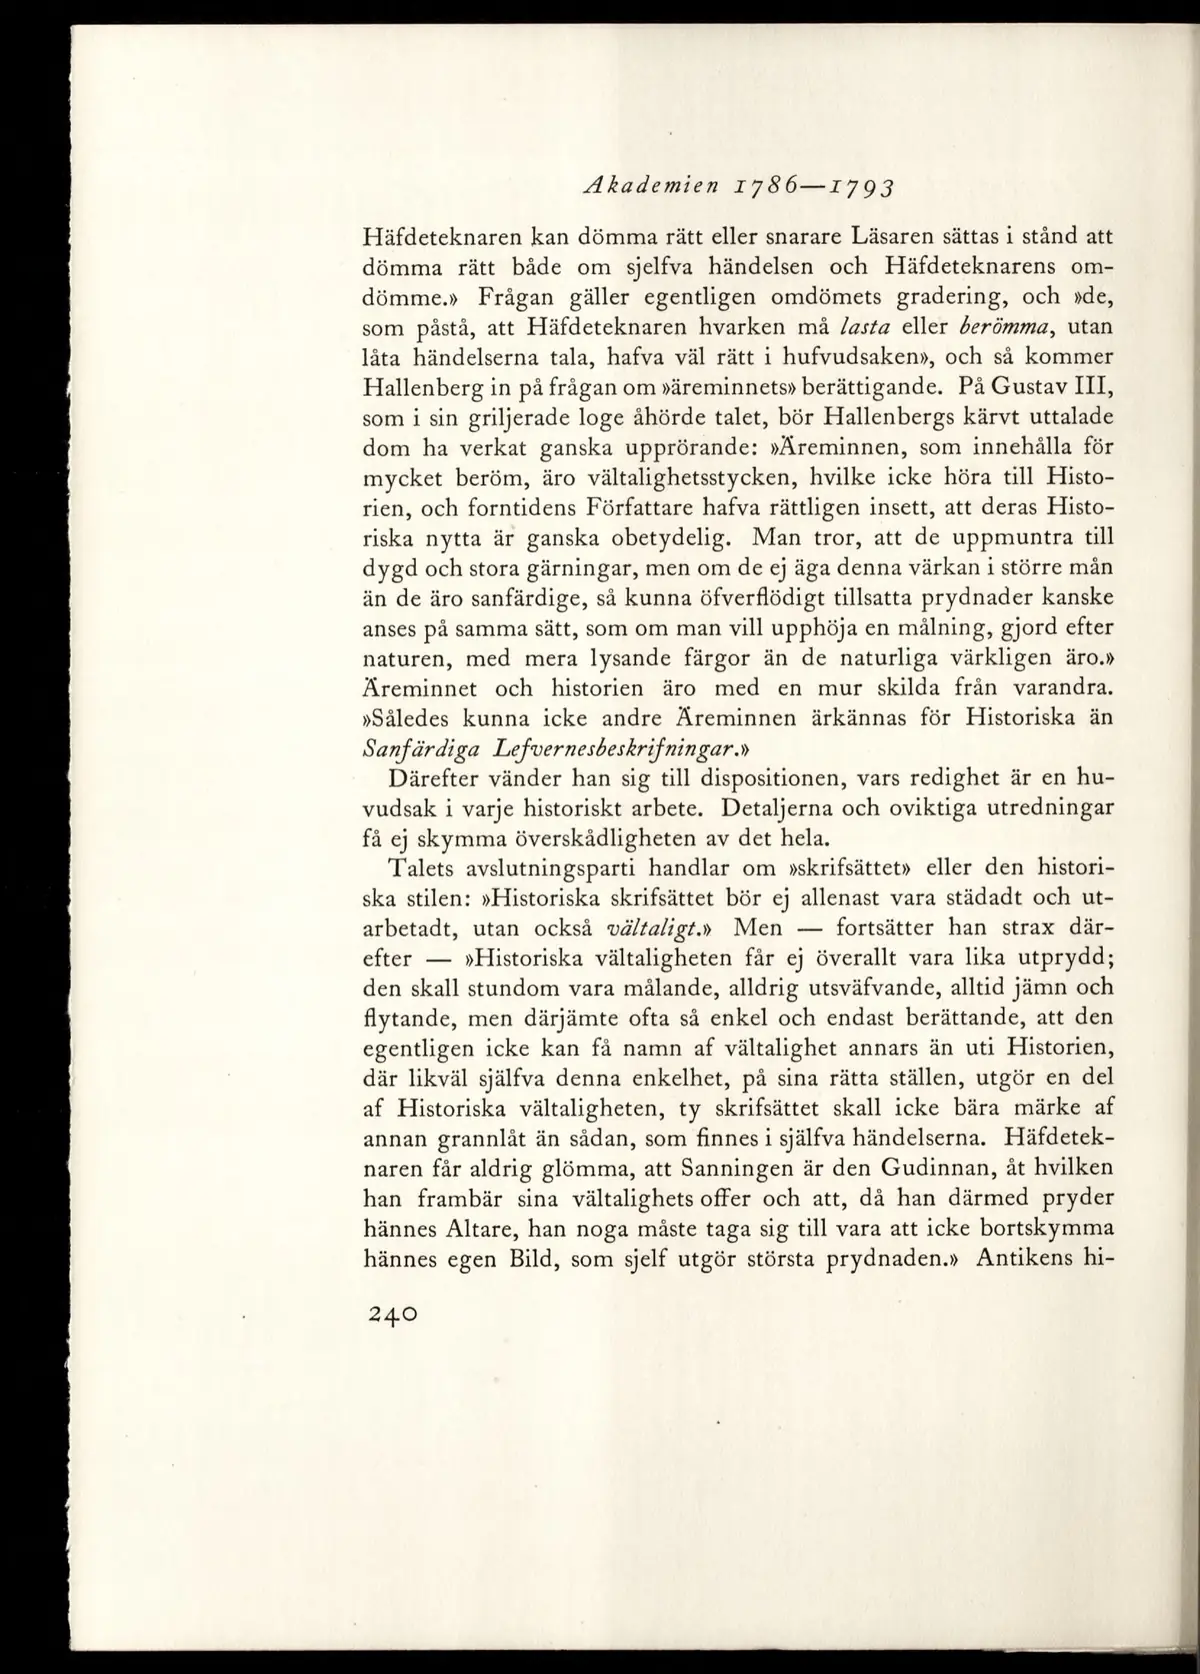 Akademien 1786—1793
Häfdeteknaren kan dömma rätt eller snarare Läsaren sättas i stånd att
dömma rätt både om sjelfva händelsen och Häfdeteknarens om-
dömme.» Frågan gäller egentligen omdömets gradering, och »de,
som påstå, att Häfdeteknaren hvarken må lasta eller berömma, utan
låta händelserna tala, hafva väl rätt i hufvudsaken», och så kommer
Hallenberg in på frågan om »äreminnets» berättigande. På Gustav III,
som i sin griljerade loge åhörde talet, bör Hallenbergs kärvt uttalade
dom ha verkat ganska upprörande: »Äreminnen, som innehålla för
mycket beröm, äro vältalighetsstycken, hvilke icke höra till Histo-
rien, och forntidens Författare hafva rättligen insett, att deras Histo-
riska nytta är ganska obetydelig. Man tror, att de uppmuntra till
dygd och stora gärningar, men om de ej äga denna värkan i större mån
än de äro sanfärdige, så kunna öfverflödigt tillsatta prydnader kanske
anses på samma sätt, som om man vill upphöja en målning, gjord efter
naturen, med mera lysande färgor än de naturliga värkligen äro.»
Äreminnet och historien äro med en mur skilda från varandra.
»Således kunna icke andre Äreminnen ärkännas för Historiska än
Sanfärdiga Lefvernesbeskrifningar.»
Därefter vänder han sig till dispositionen, vars redighet är en hu-
vudsak i varje historiskt arbete. Detaljerna och oviktiga utredningar
få ej skymma överskådligheten av det hela.
Talets avslutningsparti handlar om »skrifsättet» eller den histori-
ska stilen: »Historiska skrifsättet bör ej allenast vara städadt och ut-
arbetadt, utan också vältaligt.» Men — fortsätter han strax där-
efter — »Historiska vältaligheten får ej överallt vara lika utprydd;
den skall stundom vara målande, alldrig utsväfvande, alltid jämn och
flytande, men därjämte ofta så enkel och endast berättande, att den
egentligen icke kan få namn af vältalighet annars än uti Historien,
där likväl själfva denna enkelhet, på sina rätta ställen, utgör en del
af Historiska vältaligheten, ty skrifsättet skall icke bära märke af
annan grannlåt än sådan, som finnes i själfva händelserna. Häfdetek-
naren får aldrig glömma, att Sanningen är den Gudinnan, åt hvilken
han frambär sina vältalighets offer och att, då han därmed pryder
hännes Altare, han noga måste taga sig till vara att icke bortskymma
hännes egen Bild, som sjelf utgör största prydnaden.» Antikens hi-
240